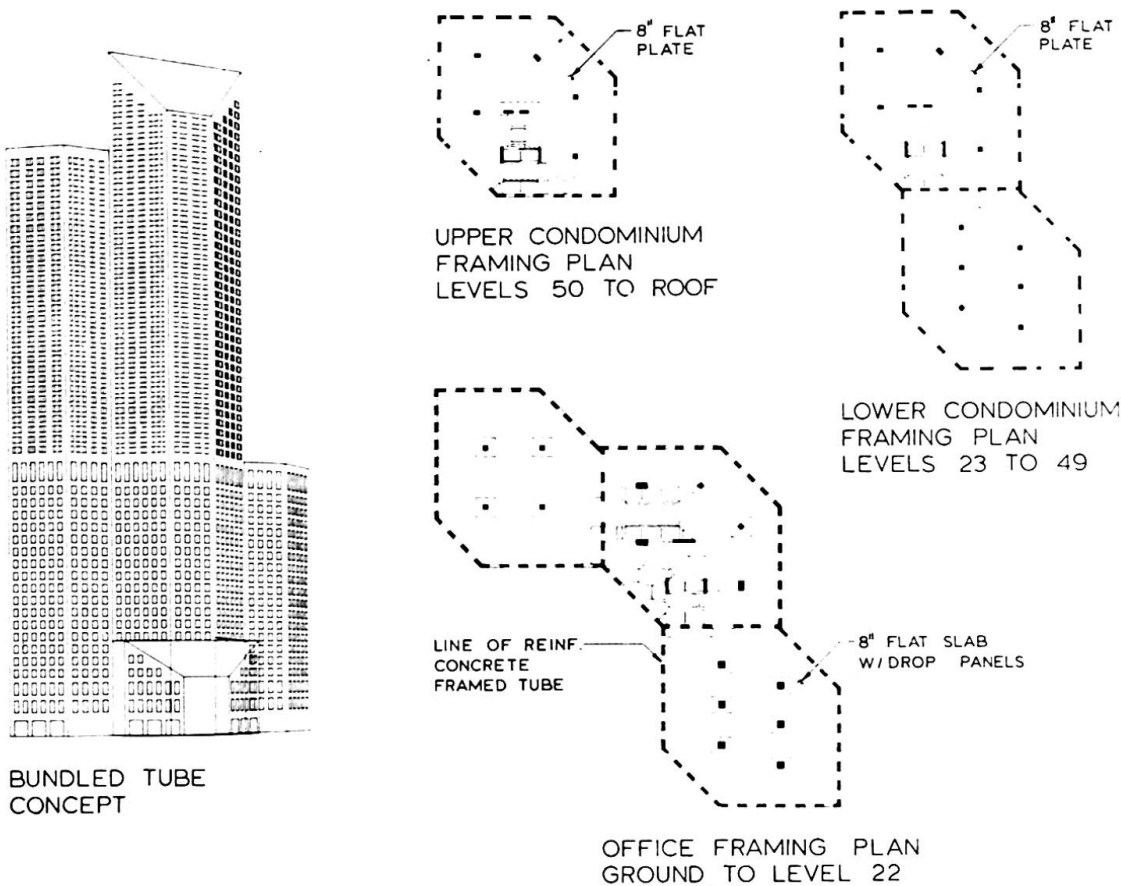 8" FLAT
PLATE
UPPER CONDOMINIUM
FRAMING PLAN
LEVELS 50 TO ROOF
8" FLAT
PLATE
LOWER CONDOMINIUM
FRAMING PLAN
LEVELS 23 TO 49
LINE OF REINF.
CONCRETE
FRAMED TUBE
8" FLAT SLAB
W/DROP PANELS
BUNDLED TUBE
CONCEPT
OFFICE FRAMING PLAN
GROUND TO LEVEL 22